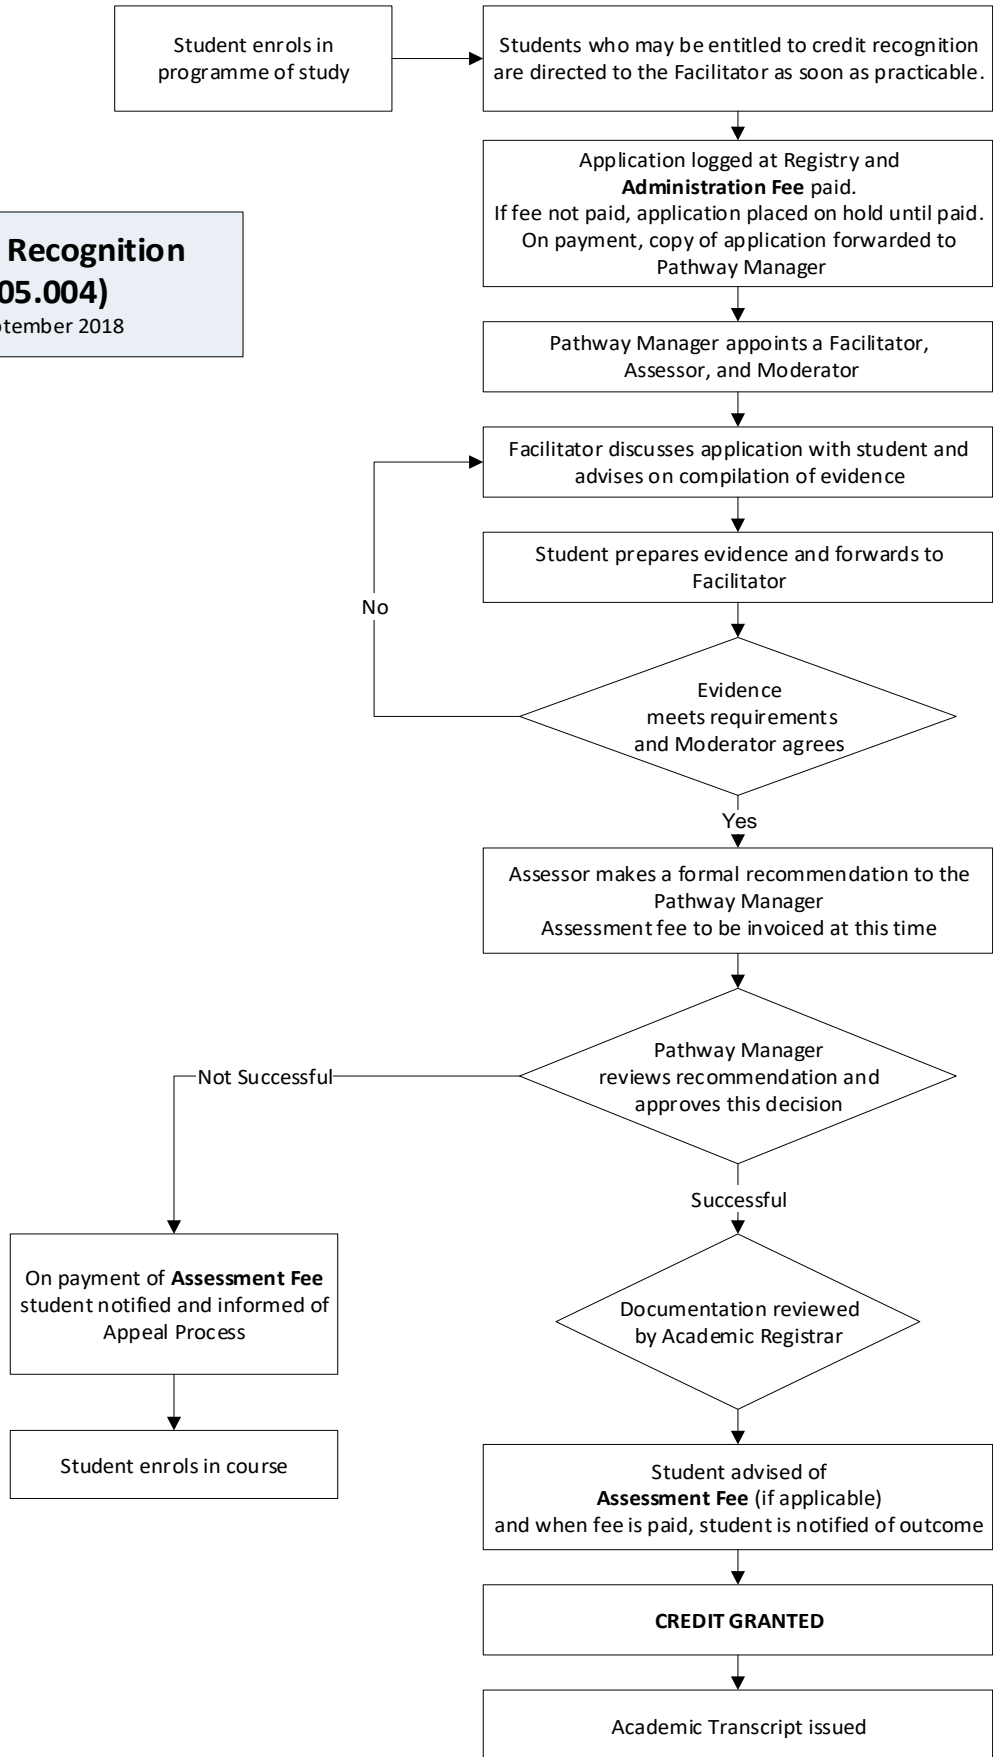 Student enrols in
programme of study
Students who may be entitled to credit recognition
are directed to the Facilitator as soon as practicable.
Application logged at Registry and
Administration Fee paid.
If fee not paid, application placed on hold until paid.
On payment, copy of application forwarded to
Pathway Manager
Recognition
05.004)
2018
Pathway Manager appoints a Facilitator,
Assessor, and Moderator
Facilitator discusses application with student and
advises on compilation of evidence
Student prepares evidence and forwards to
Facilitator
No
Evidence
meets requirements
and Moderator agrees
Yes
Assessor makes a formal recommendation to the
Pathway Manager
Assessment fee to be invoiced at this time
Pathway Manager
reviews recommendation and
approves this decision
Not Successful
Successful
On payment of Assessment Fee
student notified and informed of
Appeal Process
Documentation reviewed
by Academic Registrar
Student enrols in course
Student advised of
Assessment Fee (if applicable)
and when fee is paid, student is notified of outcome
CREDIT GRANTED
Academic Transcript issued